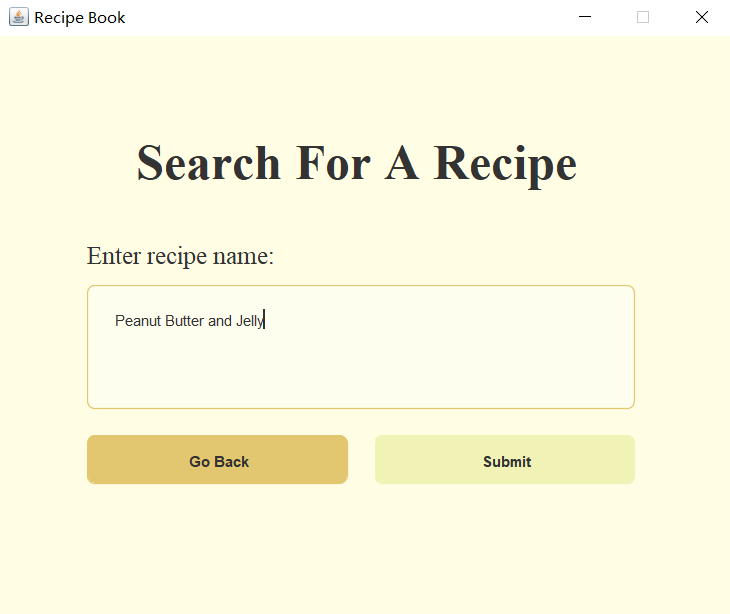 Recipe Book
Search For A Recipe
Enter recipe name:
Peanut Butter and Jelly
Go Back
Submit